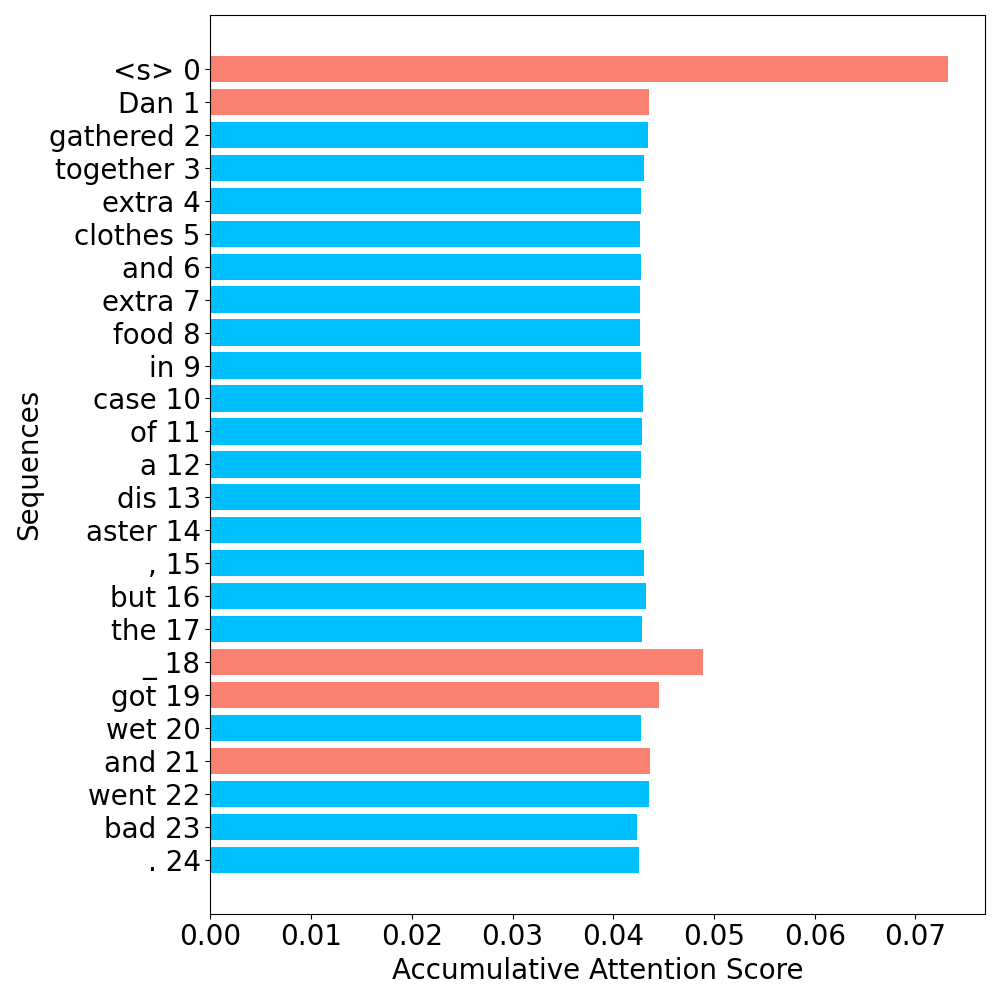 <s> 0
Dan 1
gathered 2
together 3
extra 4
clothes 5
and 6
extra 7
food 8
in 9
case 10
of 11
a 12
dis 13
aster 14
, 15
but 16
the 17
_ 18
got 19
wet 20
and 21
went 22
bad 23
. 24
Sequences
0.00 0.01 0.02 0.03 0.04 0.05 0.06 0.07
Accumulative Attention Score